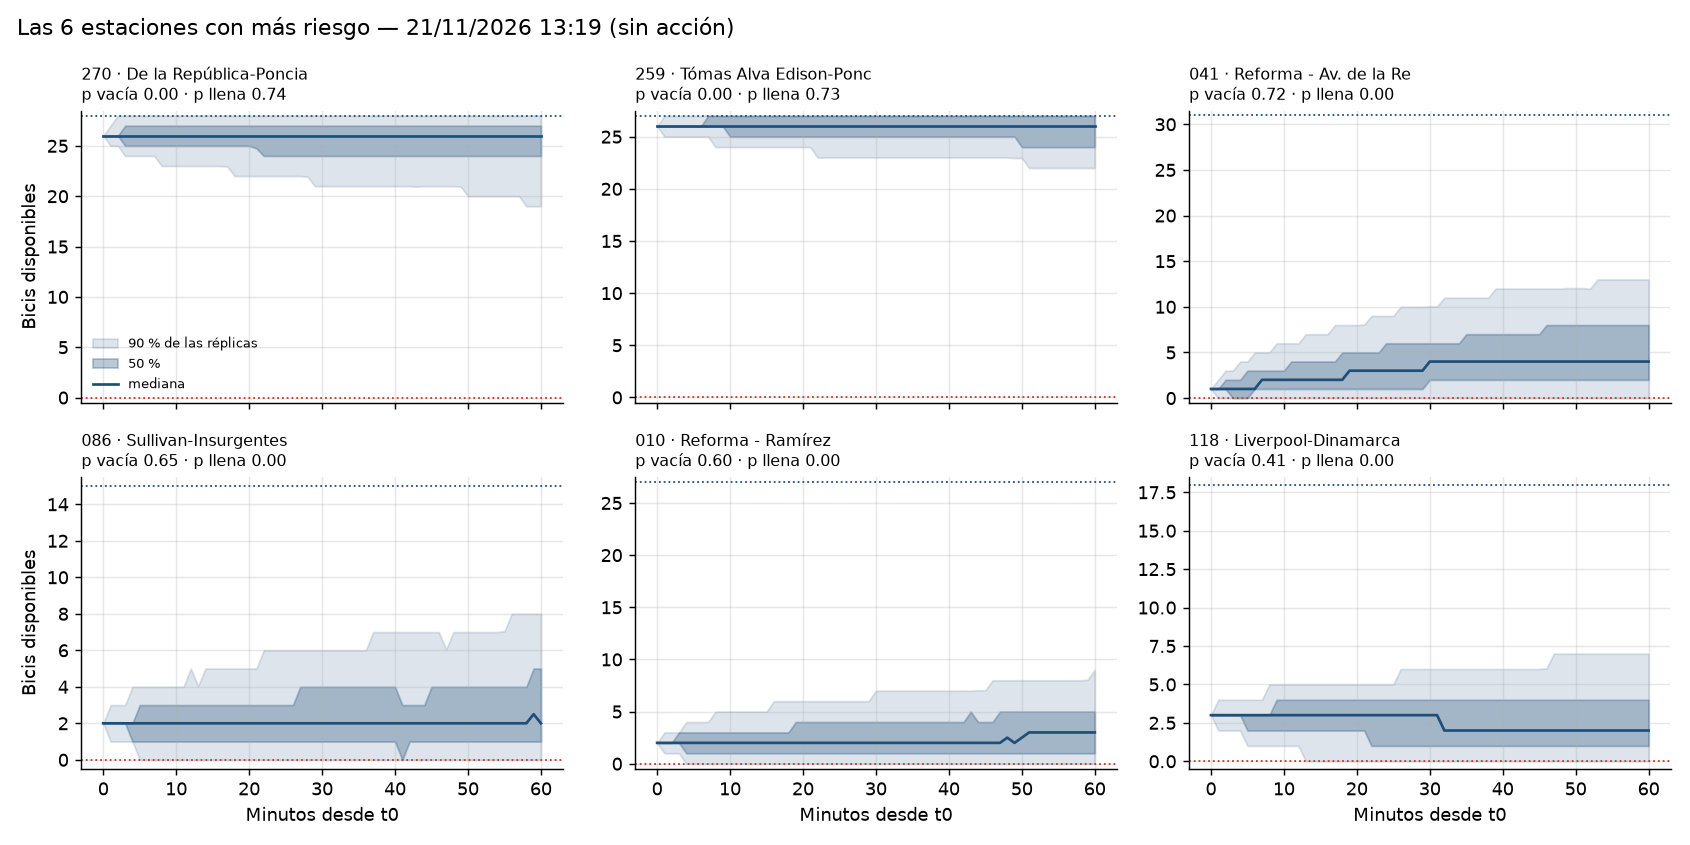 Las 6 estaciones con más riesgo — 21/11/2026 13:19 (sin acción)
270 · De la República-Poncia
p vacía 0.00 · p llena 0.74
25
20
15
10
5
0
Bicis disponibles
90 % de las réplicas
50 %
mediana
259 · Tómas Alva Edison-Ponc
p vacía 0.00 · p llena 0.73
25
20
15
10
5
0
041 · Reforma - Av. de la Re
p vacía 0.72 · p llena 0.00
30
25
20
15
10
5
0
086 · Sullivan-Insurgentes
p vacía 0.65 · p llena 0.00
14
12
10
8
6
4
2
0
Bicis disponibles
0 10 20 30 40 50 60
Minutos desde t0
010 · Reforma - Ramírez
p vacía 0.60 · p llena 0.00
25
20
15
10
5
0
0 10 20 30 40 50 60
Minutos desde t0
118 · Liverpool-Dinamarca
p vacía 0.41 · p llena 0.00
17.5
15.0
12.5
10.0
7.5
5.0
2.5
0.0
0 10 20 30 40 50 60
Minutos desde t0